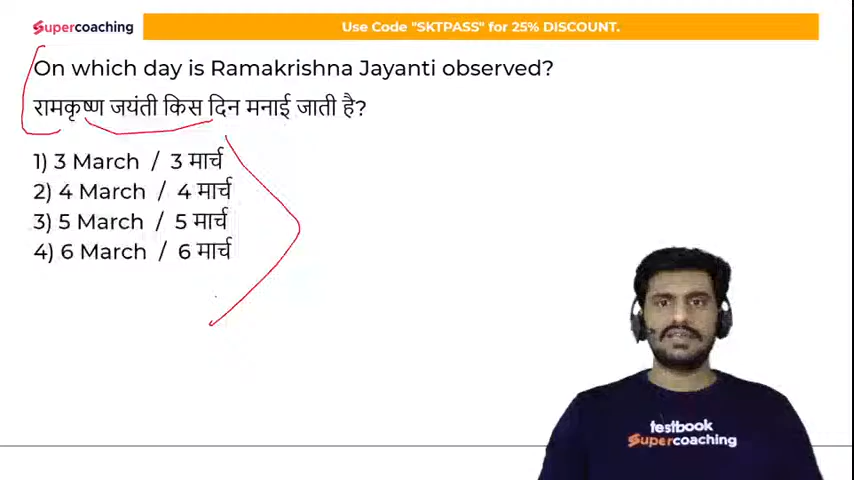 Supercoaching
Use Code "SKTPASS" for 25% DISCOUNT.
On which day is Ramakrishna Jayanti observed?
रामकृष्ण जयंती किस दिन मनाई जाती है?
1) 3 March / 3 मार्च
2) 4 March / 4 मार्च
3) 5 March / 5 मार्च
4) 6 March / 6 मार्च
testbook
Supercoaching